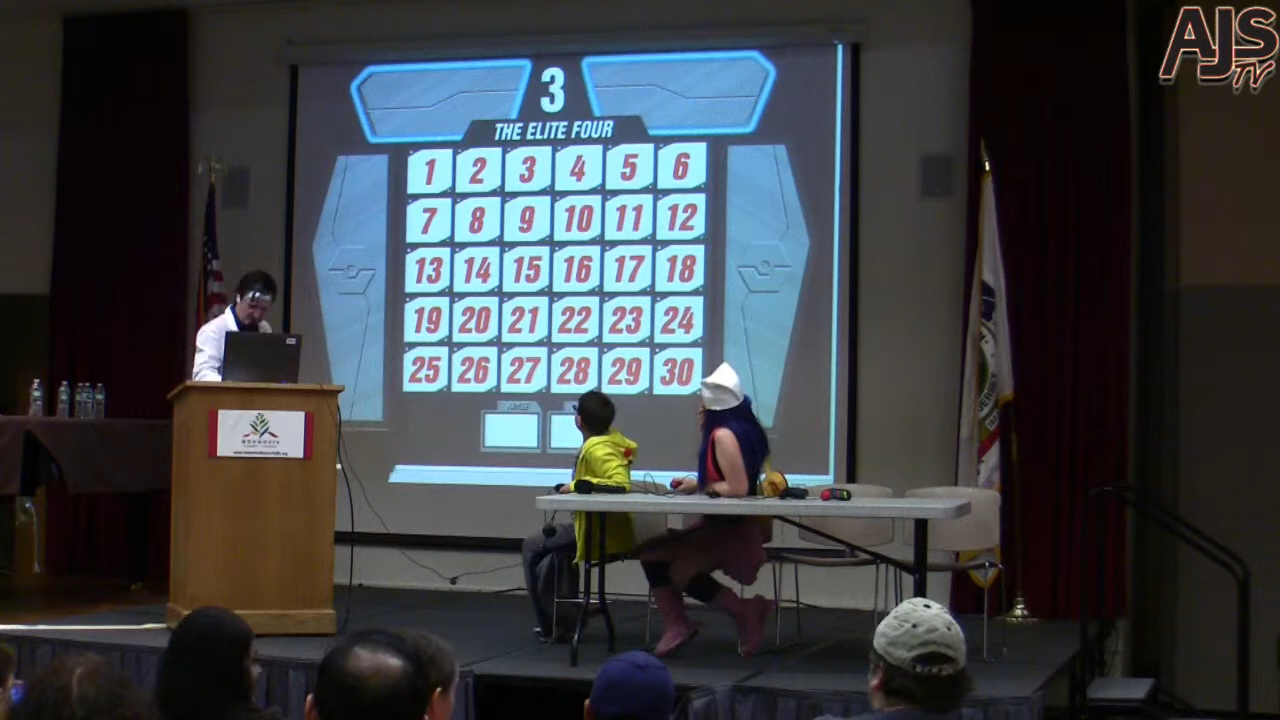 AJS
TV
3
THE ELITE FOUR
1 2 3 4 5 6
7 8 9 10 11 12
13 14 15 16 17 18
19 20 21 22 23 24
25 26 27 28 29 30
MONMOUTH